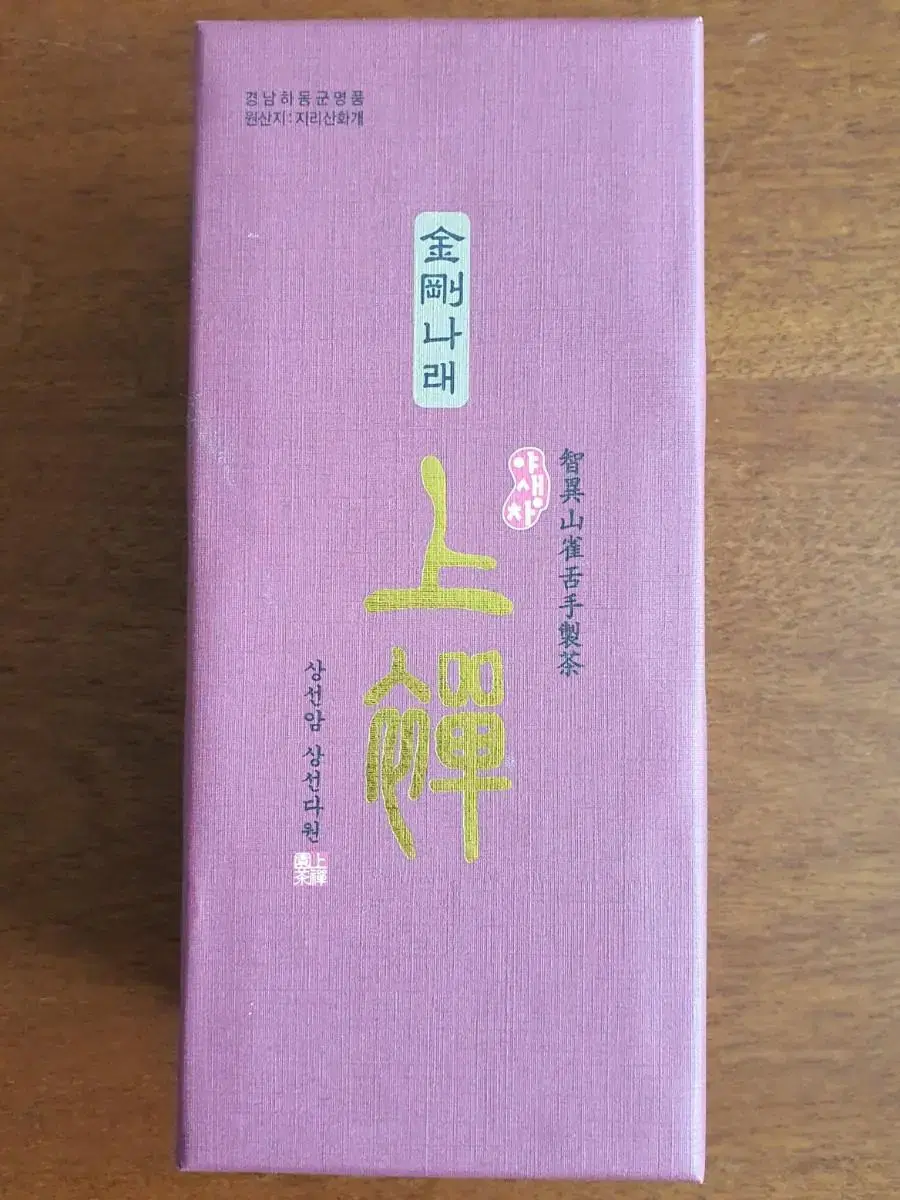 경남하동군명품
원산지:지리산화개
金剛나래
야생차
智異山雀舌手製茶
上禪
상선암 상선다원
上禪
茶園